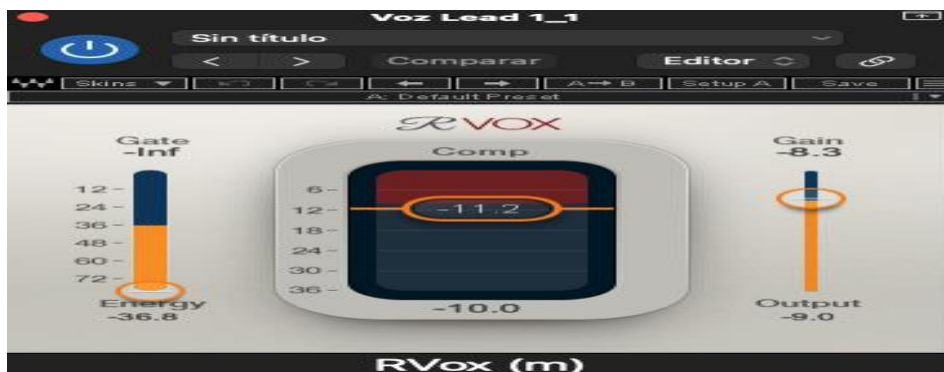 Voz Lead 1_1
Sin título
< > Comparar Editor
Skins A→B Setup A Save
A: Default Preset
RVOX
Gate Comp Gain
-Inf -8.3
12- 6-
24- 12- -11.2
36- 18-
48- 24-
60- 30-
72- 36-
Energy -10.0 Output
-36.8 -9.0
RVox (m)